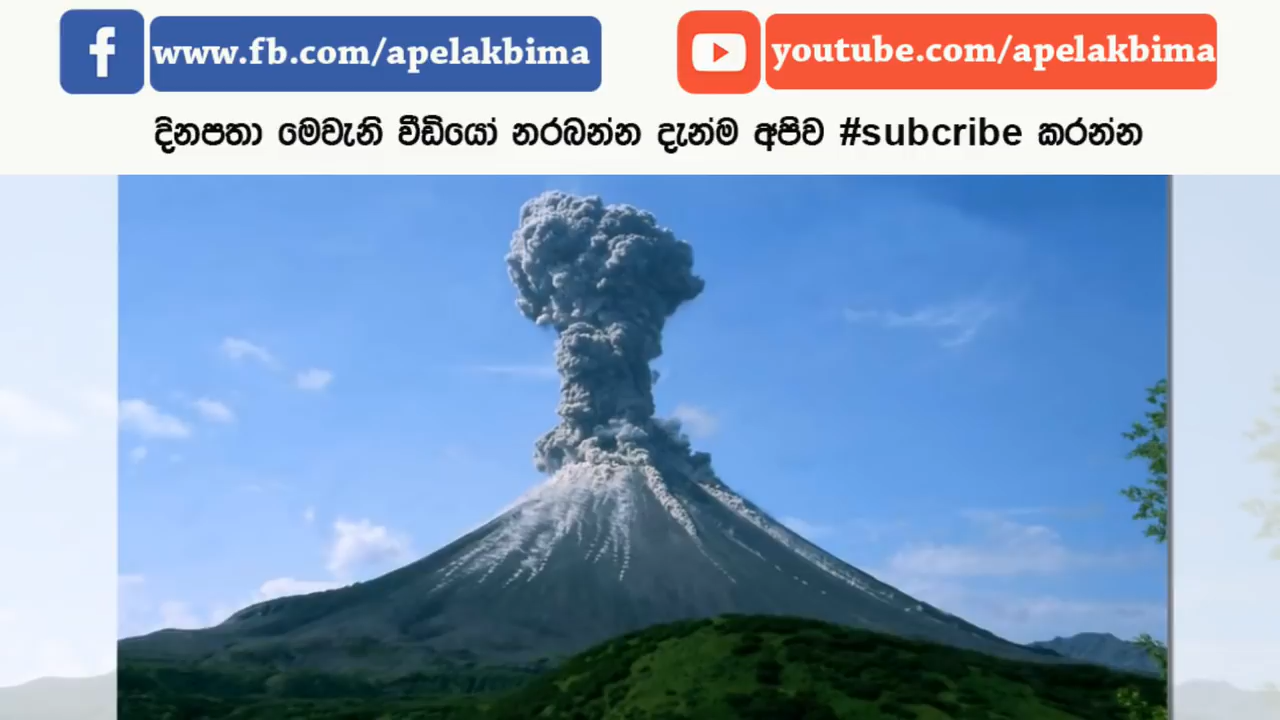 www.fb.com/apelakbima
youtube.com/apelakbima
දිනපතා මෙවැනි වීඩියෝ නරබන්න දැන්ම අපිව #subcribe කරන්න